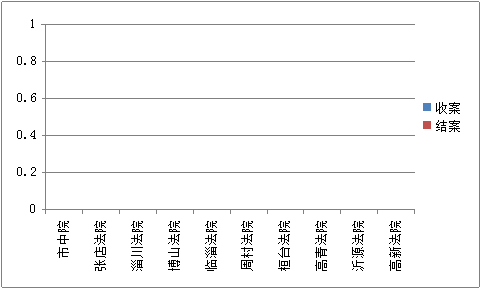 1
0.8
0.6
0.4
0.2
0
收案
结案
市中院
张店法院
淄川法院
博山法院
临淄法院
周村法院
桓台法院
高青法院
沂源法院
高新法院